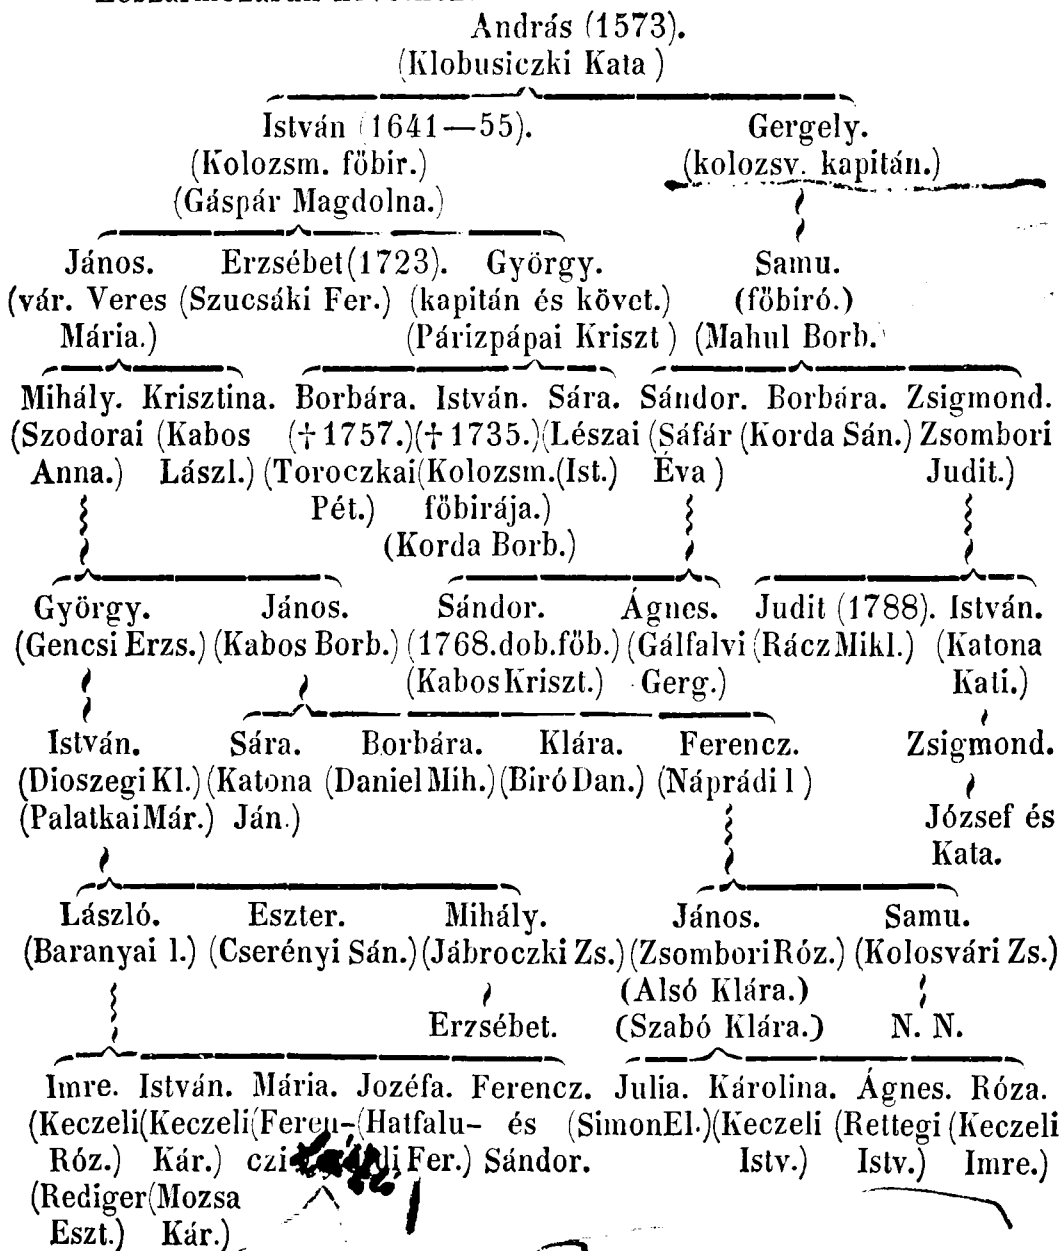 András (1573).
(Klobusiczki Kata)
István (1641—55). Gergely.
(Kolozsm. főbir.) (kolozsv. kapitán.)
(Gáspár Magdolna.)
János. Erzsébet (1723). György. Samu.
(vár. Veres (Szucsáki Fer.) (kapitán és követ.) (főbiró.)
Mária.) (Párizpápai Kriszt) (Mahul Borb.
Mihály. Krisztina. Borbára. István. Sára. Sándor. Borbára. Zsigmond.
(Szodorai (Kabos (†1757.) (†1735.) (Lészai (Sáfár (Korda Sán.) Zsombori
Anna.) Lászl.) (Toroczkai (Kolozsm. (Ist.) Éva) Judit.)
Pét.) főbirája.)
(Korda Borb.)
György. János. Sándor. Ágnes. Judit (1788). István.
(Gencsi Erzs.) (Kabos Borb.) (1768. dob. főb.) (Gálfalvi (Rácz Mikl.) (Katona
(Kabos Kriszt.) Gerg.) Kati.)
István. Sára. Borbára. Klára. Ferencz. Zsigmond.
(Dioszegi Kl.) (Katona (Daniel Mih.) (Biró Dan.) (Náprádi l)
(Palatkai Már.) Ján.) József és
Kata.
László. Eszter. Mihály. János. Samu.
(Baranyai l.) (Cserényi Sán.) (Jábroczki Zs.) (Zsombori Róz.) (Kolosvári Zs.)
(Alsó Klára.)
Erzsébet. (Szabó Klára.) N. N.
Imre. István. Mária. Jozéfa. Ferencz. Julia. Károlina. Ágnes. Róza.
(Keczeli (Keczeli (Feren- (Hatfalu- és (Simon El.) (Keczeli (Rettegi (Keczeli
Róz.) Kár.) czi Fer.) Sándor. Istv.) Istv.) Imre.)
(Rediger (Mozsa
Eszt.) Kár.)